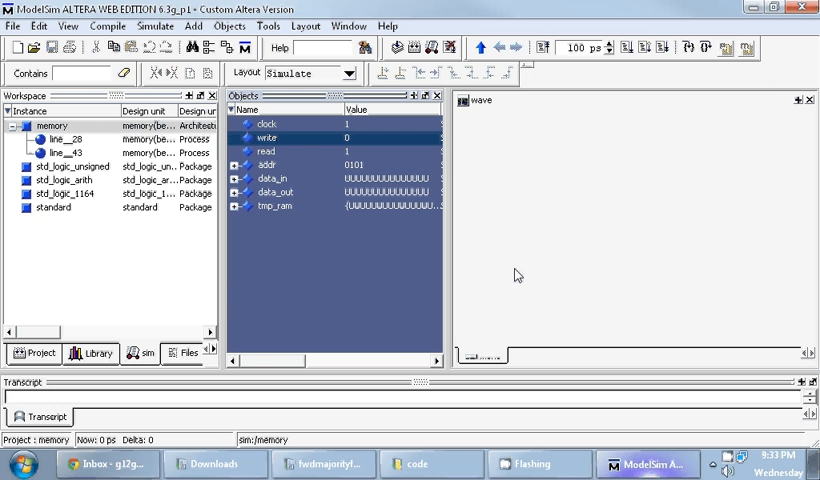 ModelSim ALTERA WEB EDITION 6.3g_p1 - Custom Altera Version
File Edit View Compile Simulate Add Objects Tools Layout Window Help
Help 100 ps
Contains Layout Simulate
Workspace
Instance Design unit Design ur
memory memory(be... Architectu
line__28 memory(be... Process
line__43 memory(be... Process
std_logic_unsigned std_logic_un... Package
std_logic_arith std_logic_ar... Package
std_logic_1164 std_logic_1... Package
standard standard Package
Project Library sim Files
Objects
Name Value
clock 1
write 0
read 1
addr 0101
data_in UUUUUUUUUUUUUUUU
data_out UUUUUUUUUUUUUUUU
tmp_ram
wave
Transcript
Transcript
Project : memory Now: 0 ps Delta: 0 sim:/memory
Inbox - g12g... Downloads fwdmajority!... code Flashing ModelSim A...
9:33 PM
Wednesday